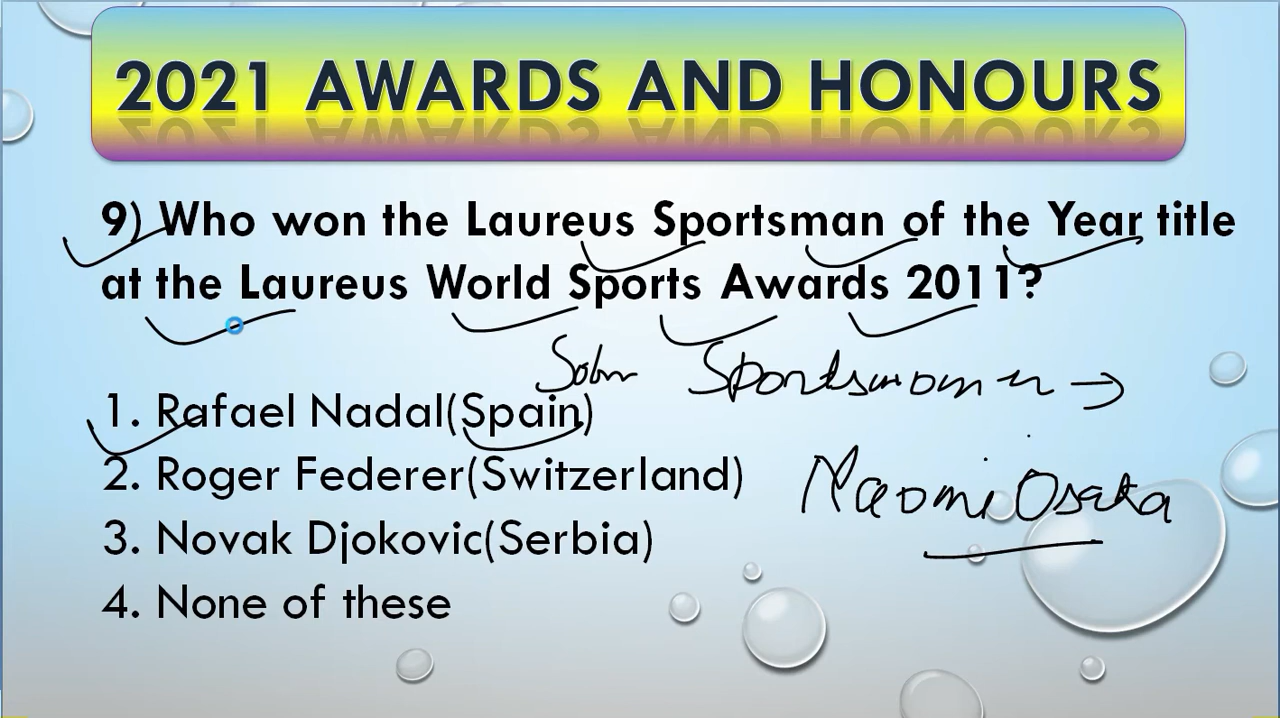 2021 AWARDS AND HONOURS
9) Who won the Laureus Sportsman of the Year title
at the Laureus World Sports Awards 2011?
Sportswomen →
1. Rafael Nadal(Spain)
2. Roger Federer(Switzerland)
Naomi Osaka
3. Novak Djokovic(Serbia)
4. None of these